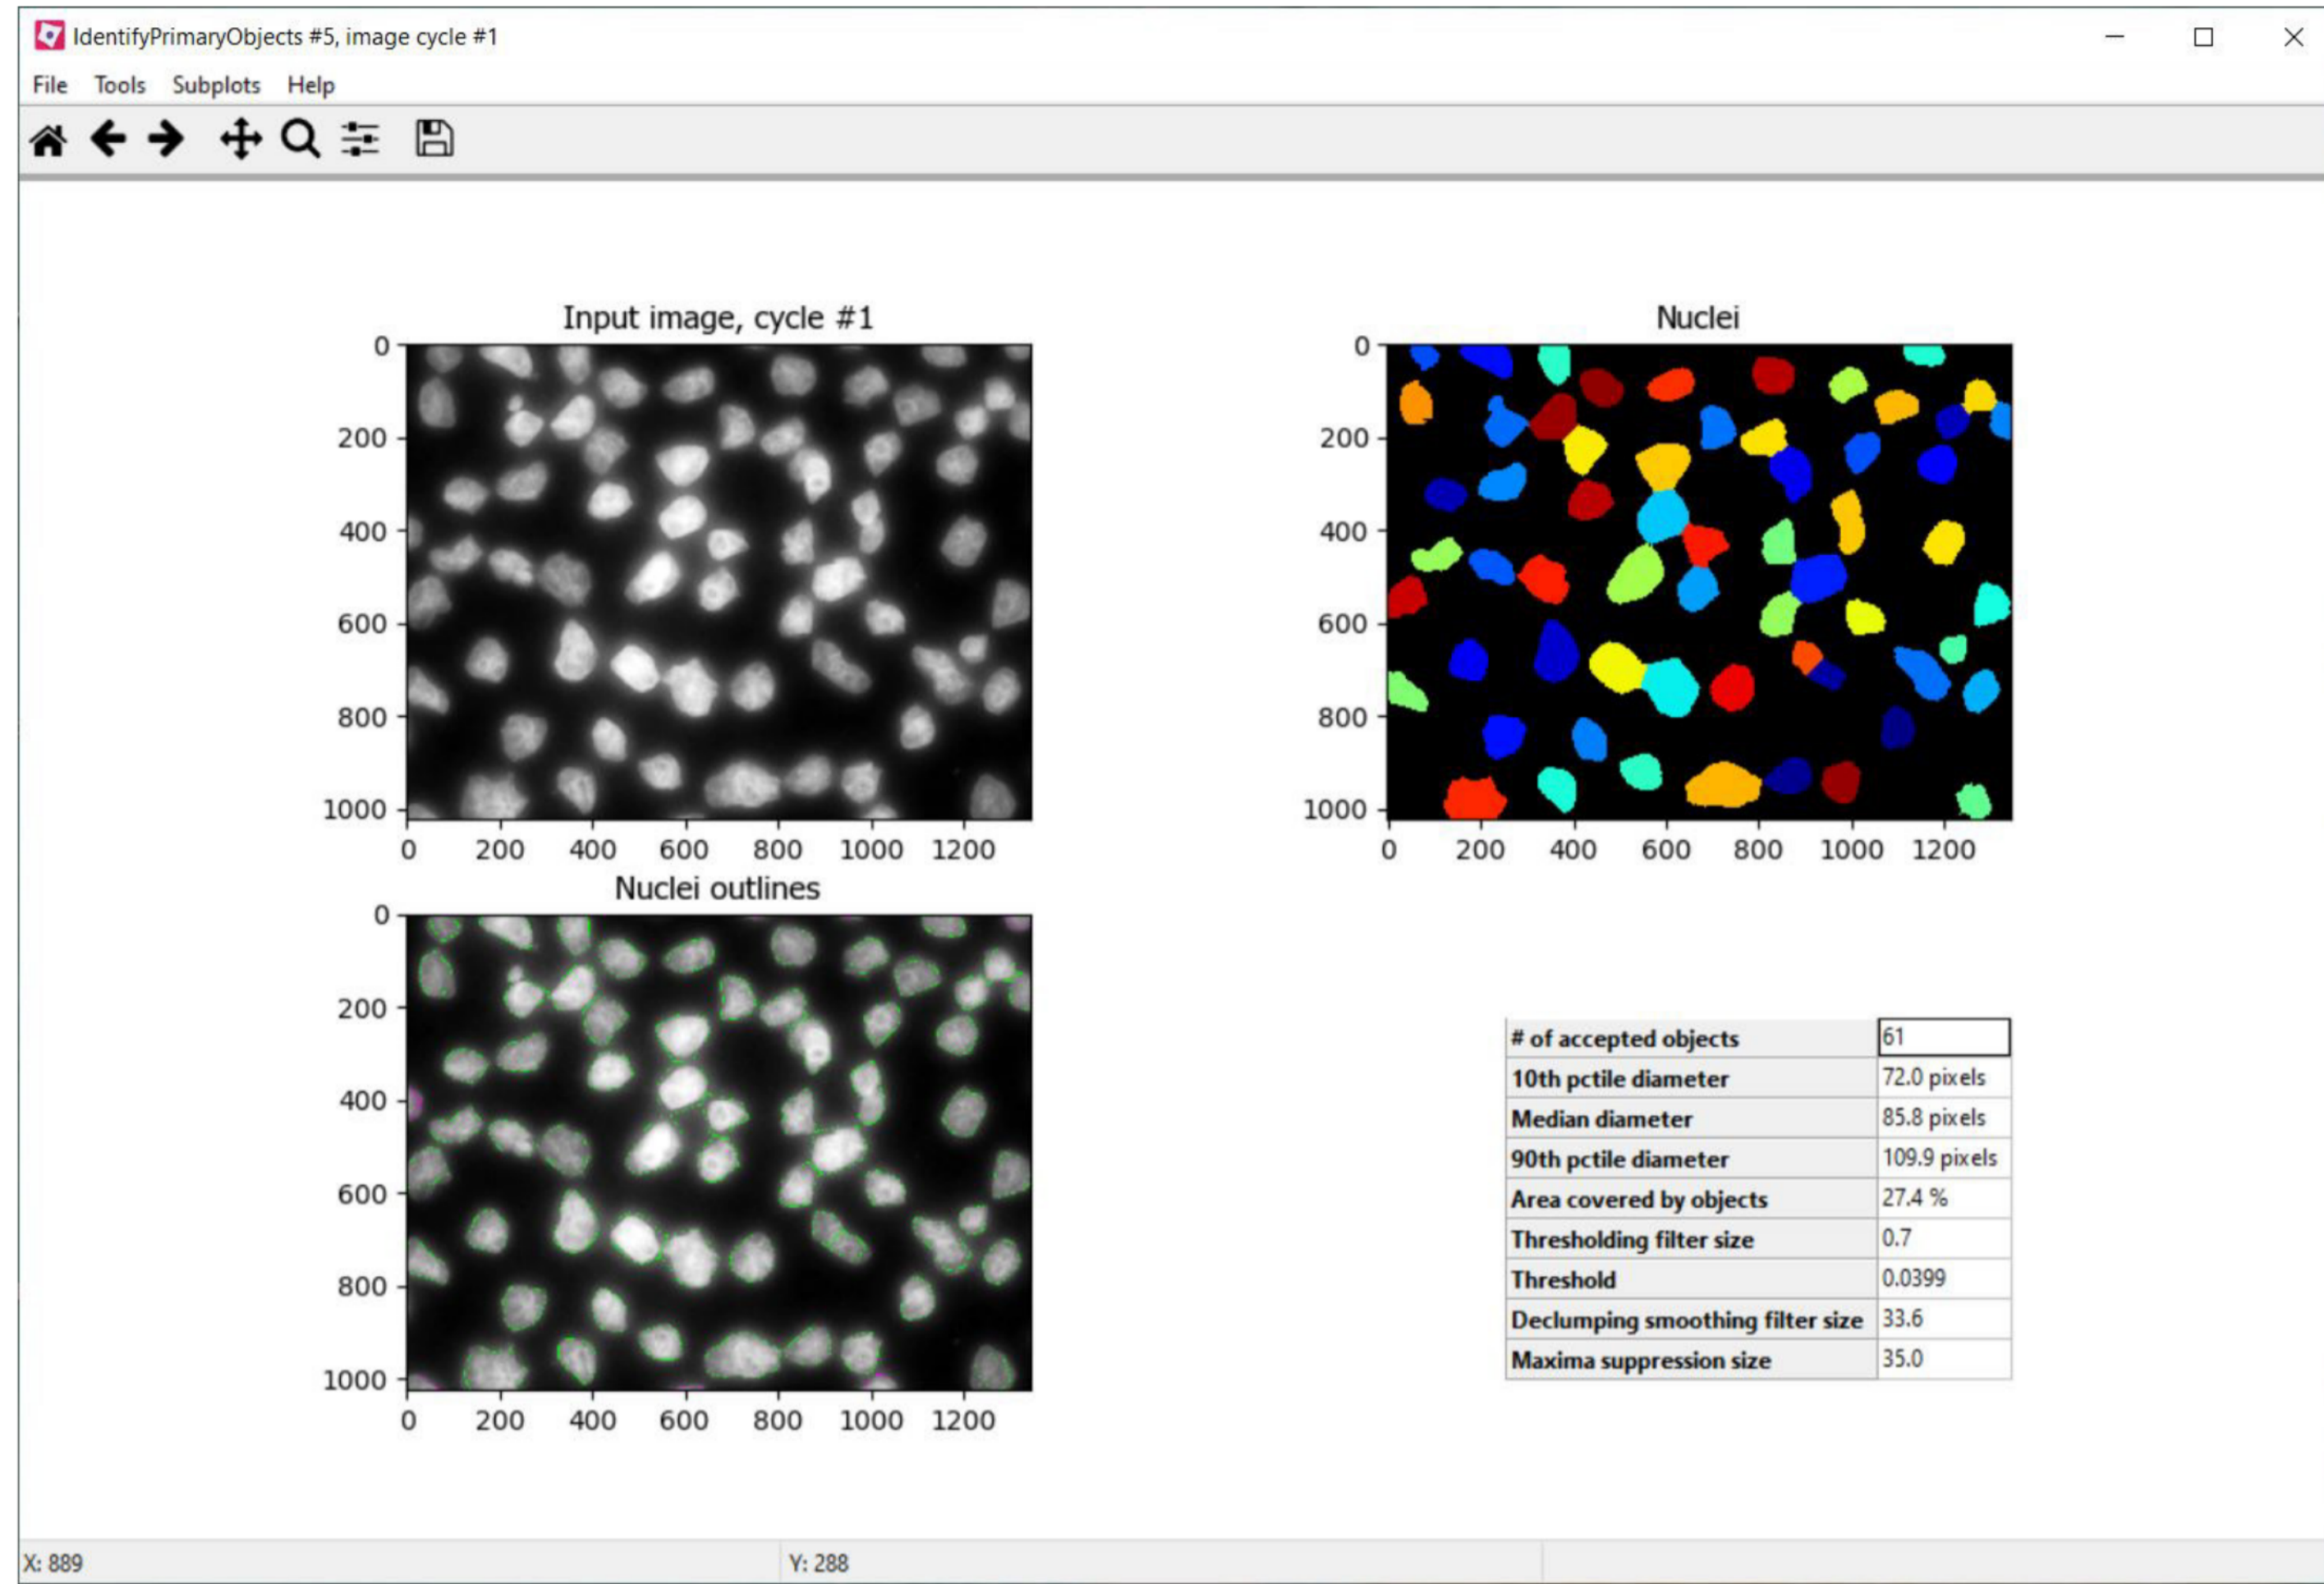 IdentifyPrimaryObjects #5, image cycle #1
File Tools Subplots Help
Input image, cycle #1
0
200
400
600
800
1000
0 200 400 600 800 1000 1200
Nuclei
0
200
400
600
800
1000
0 200 400 600 800 1000 1200
Nuclei outlines
0
200
400
600
800
1000
0 200 400 600 800 1000 1200
# of accepted objects 61
10th pctile diameter 72.0 pixels
Median diameter 85.8 pixels
90th pctile diameter 109.9 pixels
Area covered by objects 27.4 %
Thresholding filter size 0.7
Threshold 0.0399
Declumping smoothing filter size 33.6
Maxima suppression size 35.0
X: 889 Y: 288